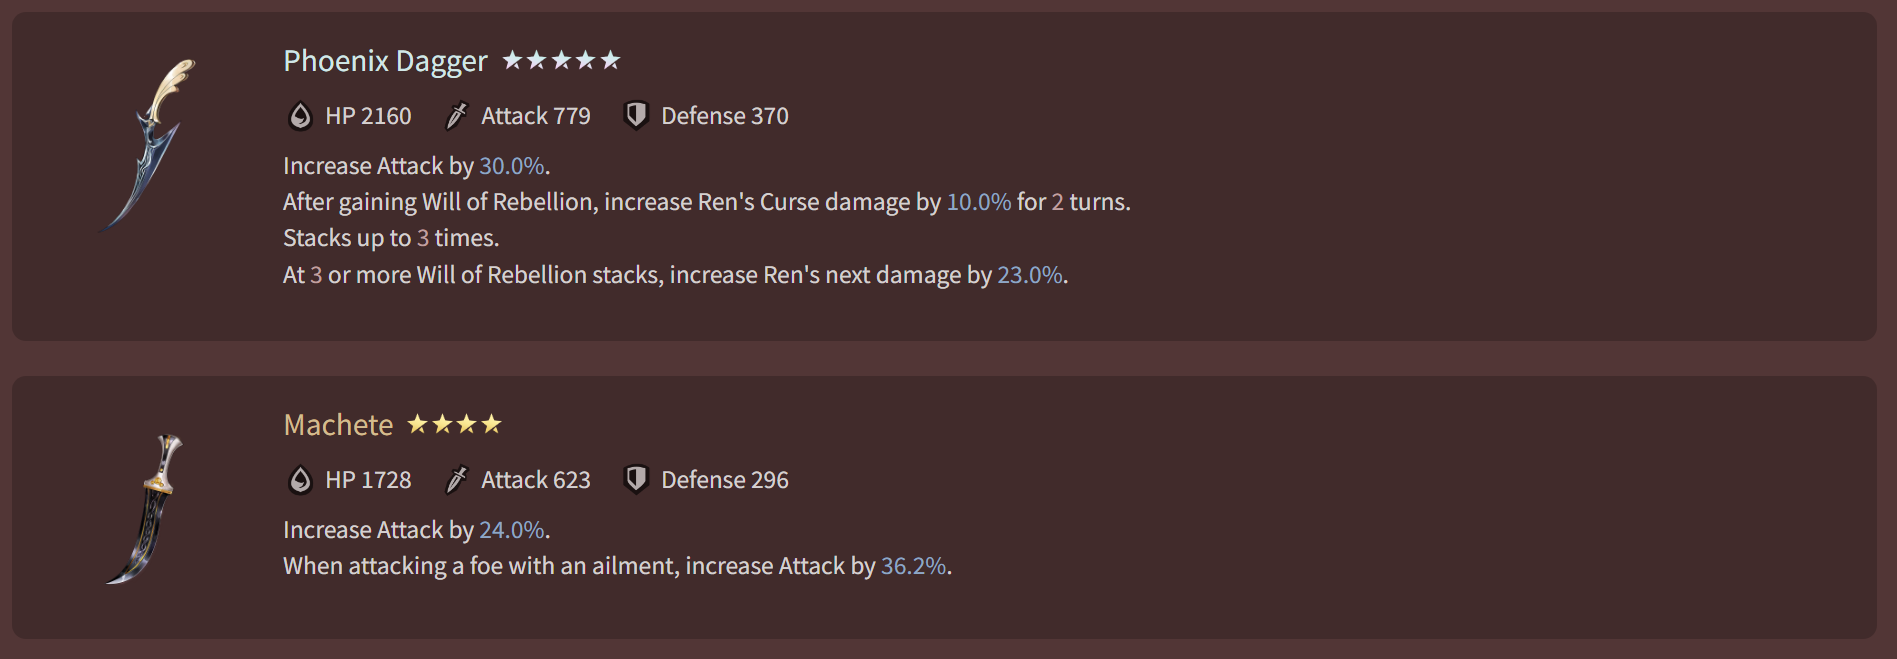 Phoenix Dagger ★★★★★
HP 2160 Attack 779 Defense 370
Increase Attack by 30.0%.
After gaining Will of Rebellion, increase Ren's Curse damage by 10.0% for 2 turns.
Stacks up to 3 times.
At 3 or more Will of Rebellion stacks, increase Ren's next damage by 23.0%.
Machete ★★★★
HP 1728 Attack 623 Defense 296
Increase Attack by 24.0%.
When attacking a foe with an ailment, increase Attack by 36.2%.